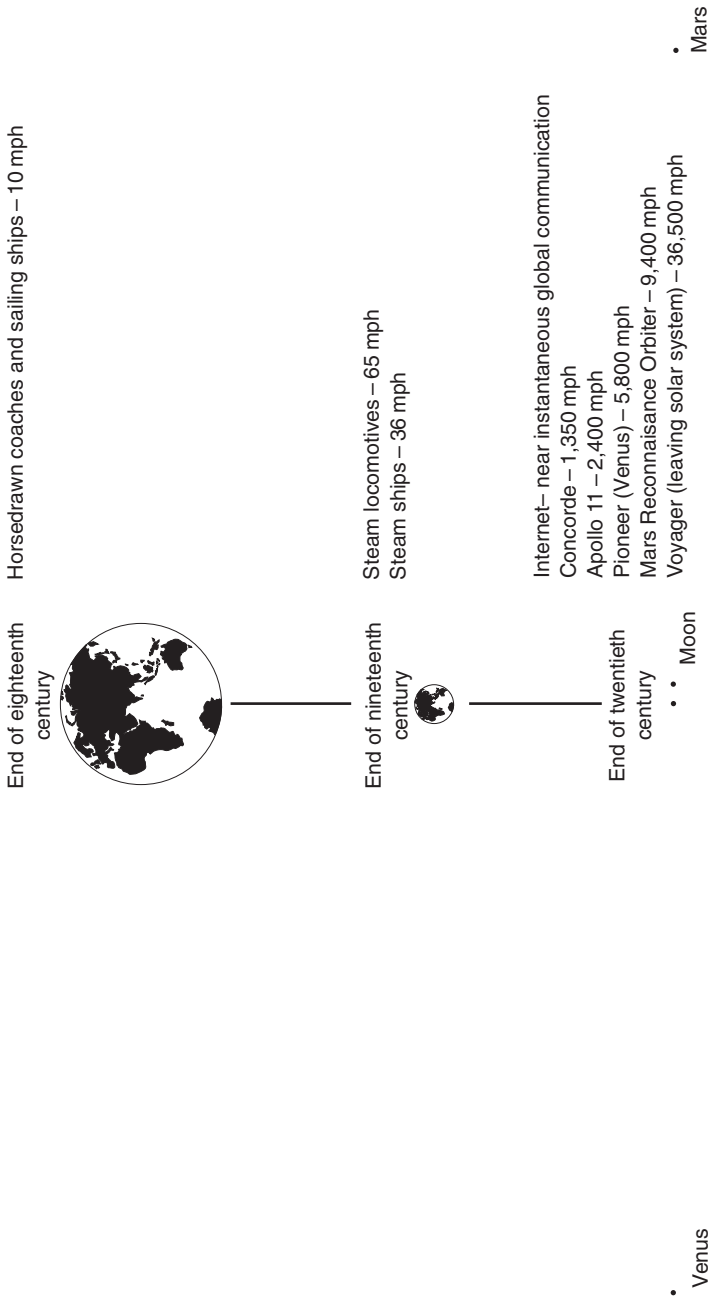 Horsedrawn coaches and sailing ships – 10 mph
End of eighteenth
century
Steam locomotives – 65 mph
Steam ships – 36 mph
End of nineteenth
century
Internet– near instantaneous global communication
Concorde – 1,350 mph
Apollo 11 – 2,400 mph
Pioneer (Venus) – 5,800 mph
Mars Reconnaisance Orbiter – 9,400 mph
Voyager (leaving solar system) – 36,500 mph
End of twentieth
century
• Venus
• • Moon
• Mars